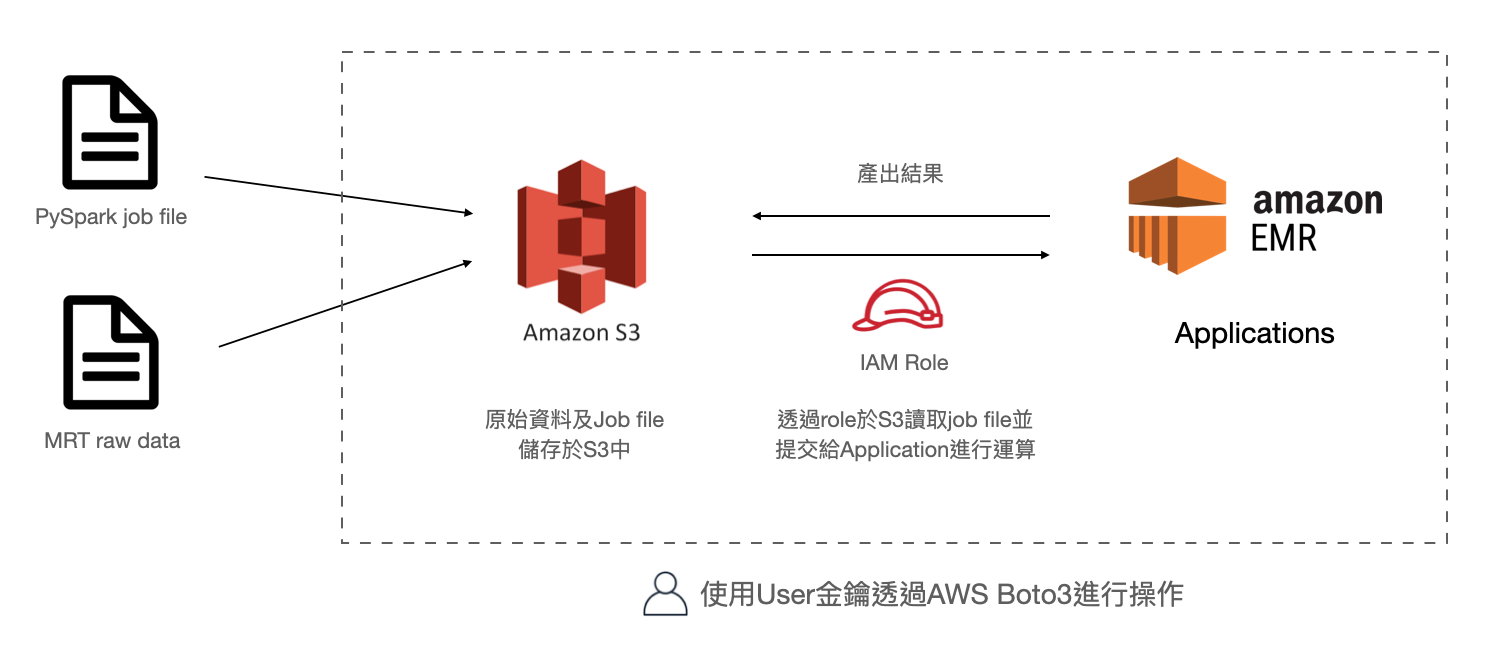 PySpark job file
MRT raw data
Amazon S3
原始資料及Job file
儲存於S3中
產出結果
IAM Role
透過role於S3讀取job file並
提交給Application進行運算
amazon
EMR
Applications
使用User金鑰透過AWS Boto3進行操作